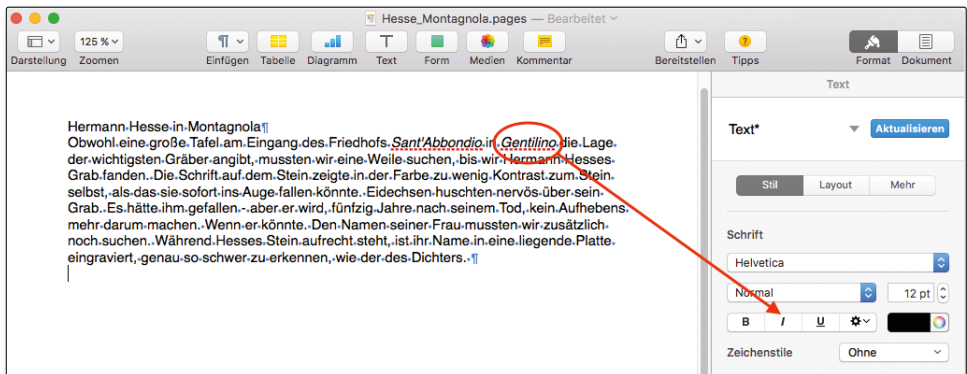 Hesse_Montagnola.pages — Bearbeitet
125 %
Darstellung Zoomen Einfügen Tabelle Diagramm Text Form Medien Kommentar Bereitstellen Tipps Format Dokument
Text
Hermann·Hesse·in·Montagnola¶
Obwohl·eine·große·Tafel·am·Eingang·des·Friedhofs·Sant'Abbondio·in·Gentilino·die·Lage·
der·wichtigsten·Gräber·angibt,·mussten·wir·eine·Weile·suchen,·bis·wir·Hermann·Hesses·
Grab·fanden.·Die·Schrift·auf·dem·Stein·zeigte·in·der·Farbe·zu·wenig·Kontrast·zum·Stein·
selbst,·als·das·sie·sofort·ins·Auge·fallen·könnte.·Eidechsen·huschten·nervös·über·sein·
Grab.·Es·hätte·ihm·gefallen·-·aber·er·wird,·fünfzig·Jahre·nach·seinem·Tod,·kein·Aufhebens·
mehr·darum·machen.·Wenn·er·könnte.·Den·Namen·seiner·Frau·mussten·wir·zusätzlich·
noch·suchen.·Während·Hesses·Stein·aufrecht·steht,·ist·ihr·Name·in·eine·liegende·Platte·
eingraviert,·genau·so·schwer·zu·erkennen,·wie·der·des·Dichters.·¶
Text* Aktualisieren
Stil Layout Mehr
Schrift
Helvetica
Normal 12 pt
B I U
Zeichenstile Ohne